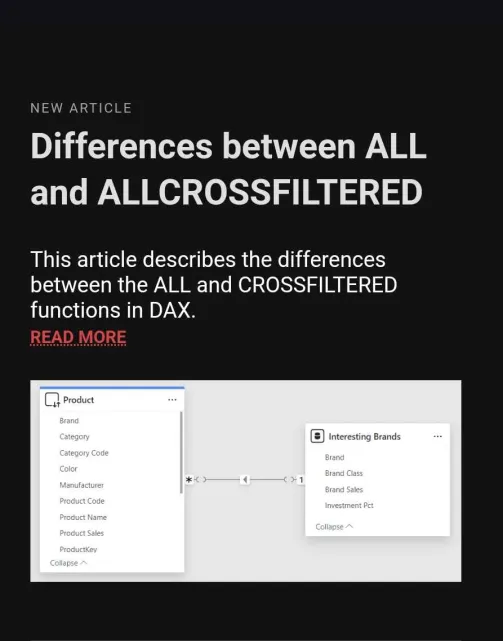 NEW ARTICLE
Differences between ALL
and ALLCROSSFILTERED
This article describes the differences
between the ALL and CROSSFILTERED
functions in DAX.
READ MORE
Product
Brand
Category
Category Code
Color
Manufacturer
Product Code
Product Name
Product Sales
ProductKey
Collapse
* 1
Interesting Brands
Brand
Brand Class
Brand Sales
Investment Pct
Collapse